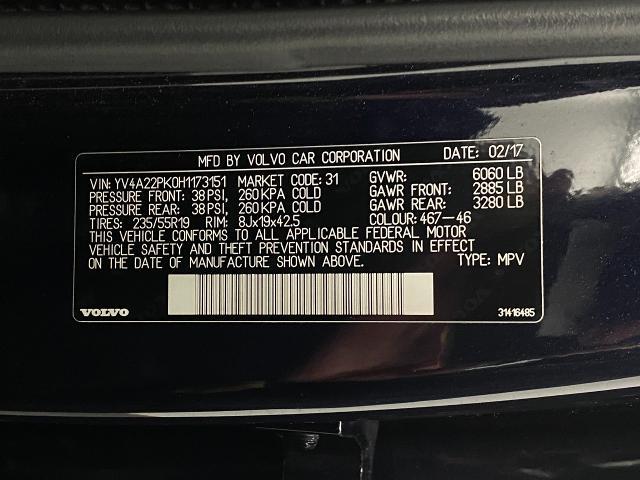 MFD BY VOLVO CAR CORPORATION DATE: 02/17
VIN: YV4A22PK0H1173151 MARKET CODE: 31 GVWR: 6060 LB
PRESSURE FRONT: 38 PSI, 260 KPA COLD GAWR FRONT: 2885 LB
PRESSURE REAR: 38 PSI, 260 KPA COLD GAWR REAR: 3280 LB
TIRES: 235/55R19 RIM: 8Jx19x42.5 COLOUR: 467-46
THIS VEHICLE CONFORMS TO ALL APPLICABLE FEDERAL MOTOR
VEHICLE SAFETY AND THEFT PREVENTION STANDARDS IN EFFECT
ON THE DATE OF MANUFACTURE SHOWN ABOVE. TYPE: MPV
VOLVO 31416485